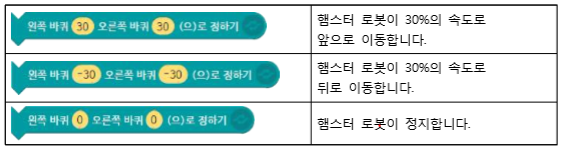 왼쪽 바퀴 30 오른쪽 바퀴 30 (으)로 정하기
햄스터 로봇이 30%의 속도로
앞으로 이동합니다.
왼쪽 바퀴 -30 오른쪽 바퀴 -30 (으)로 정하기
햄스터 로봇이 30%의 속도로
뒤로 이동합니다.
왼쪽 바퀴 0 오른쪽 바퀴 0 (으)로 정하기
햄스터 로봇이 정지합니다.